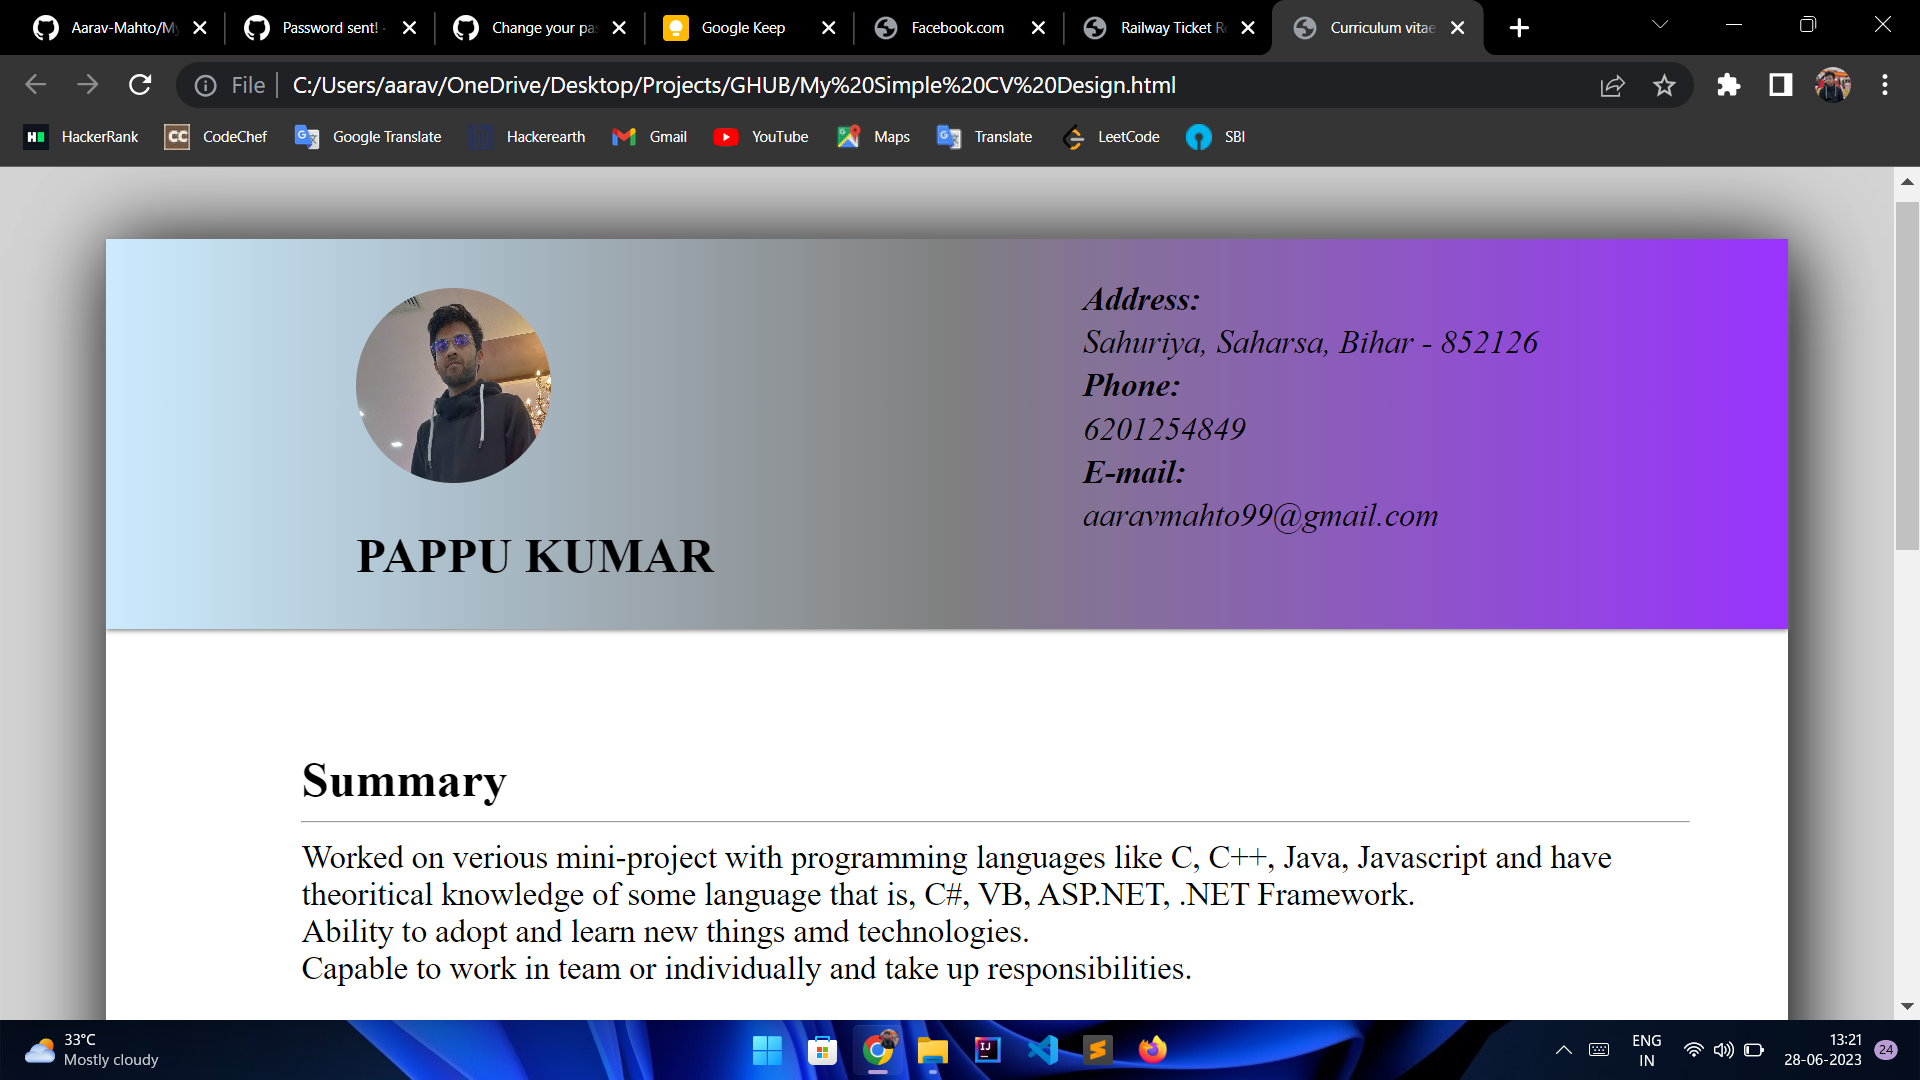 Aarav-Mahto/My
Password sent! -
Change your pas
Google Keep
Facebook.com
Railway Ticket Re
Curriculum vitae
File
C:/Users/aarav/OneDrive/Desktop/Projects/GHUB/My%20Simple%20CV%20Design.html
HackerRank
CC
CodeChef
Google Translate
Hackerearth
Gmail
YouTube
Maps
Translate
LeetCode
SBI
Address:
Sahuriya, Saharsa, Bihar - 852126
Phone:
6201254849
E-mail:
aaravmahto99@gmail.com
PAPPU KUMAR
Summary
Worked on verious mini-project with programming languages like C, C++, Java, Javascript and have
theoritical knowledge of some language that is, C#, VB, ASP.NET, .NET Framework.
Ability to adopt and learn new things amd technologies.
Capable to work in team or individually and take up responsibilities.
33°C
Mostly cloudy
IJ
ENG
IN
13:21
28-06-2023
24